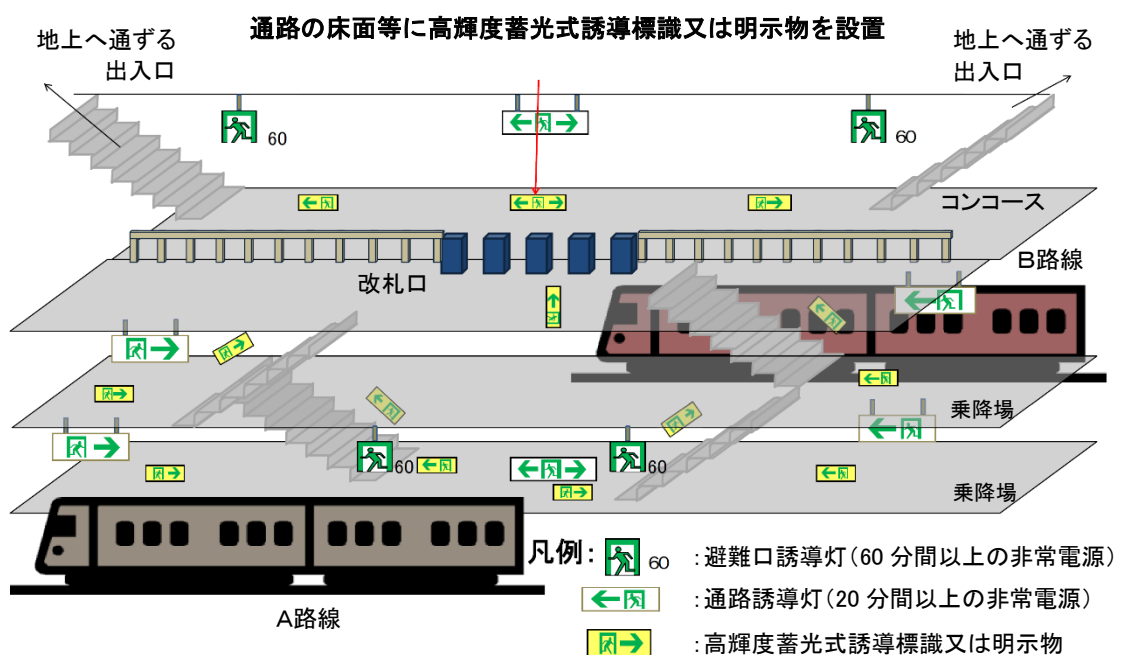 通路の床面等に高輝度蓄光式誘導標識又は明示物を設置
地上へ通ずる
出入口
地上へ通ずる
出入口
60
60
コンコース
改札口
B路線
乗降場
60
60
乗降場
A路線
凡例:
60
:避難口誘導灯(60 分間以上の非常電源)
:通路誘導灯(20 分間以上の非常電源)
:高輝度蓄光式誘導標識又は明示物